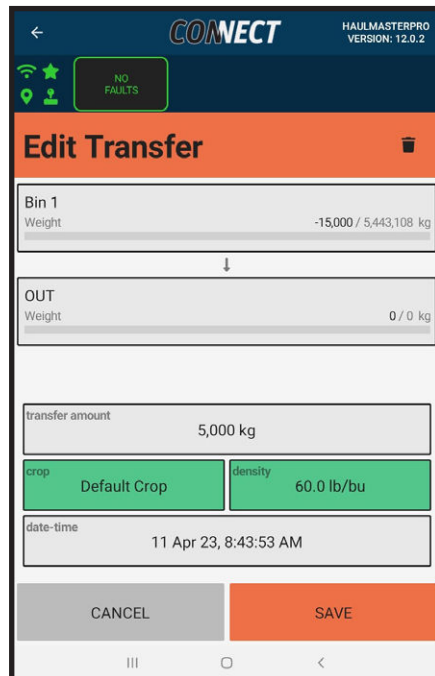 CONNECT
HAULMASTERPRO
VERSION: 12.0.2
NO
FAULTS
Edit Transfer
Bin 1
Weight -15,000 / 5,443,108 kg
↓
OUT
Weight 0 / 0 kg
transfer amount
5,000 kg
crop density
Default Crop 60.0 lb/bu
date-time
11 Apr 23, 8:43:53 AM
CANCEL SAVE